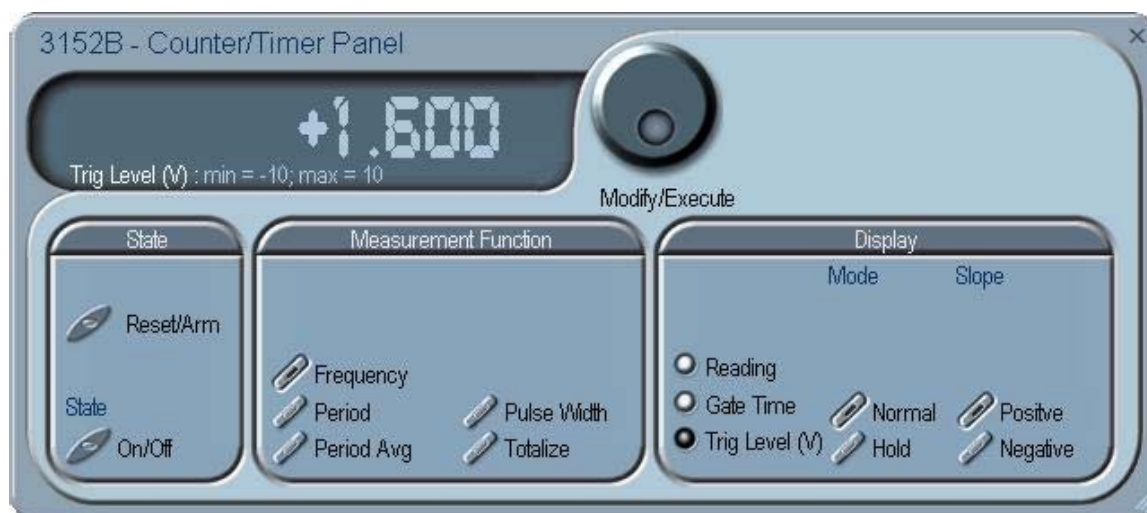 3152B - Counter/Timer Panel
×
+1.600
Trig Level (V) : min = -10; max = 10
Modify/Execute
State
Reset/Arm
State
On/Off
Measurement Function
Frequency
Period
Pulse Width
Period Avg
Totalize
Display
Mode
Slope
Reading
Gate Time
Normal
Positve
Trig Level (V)
Hold
Negative